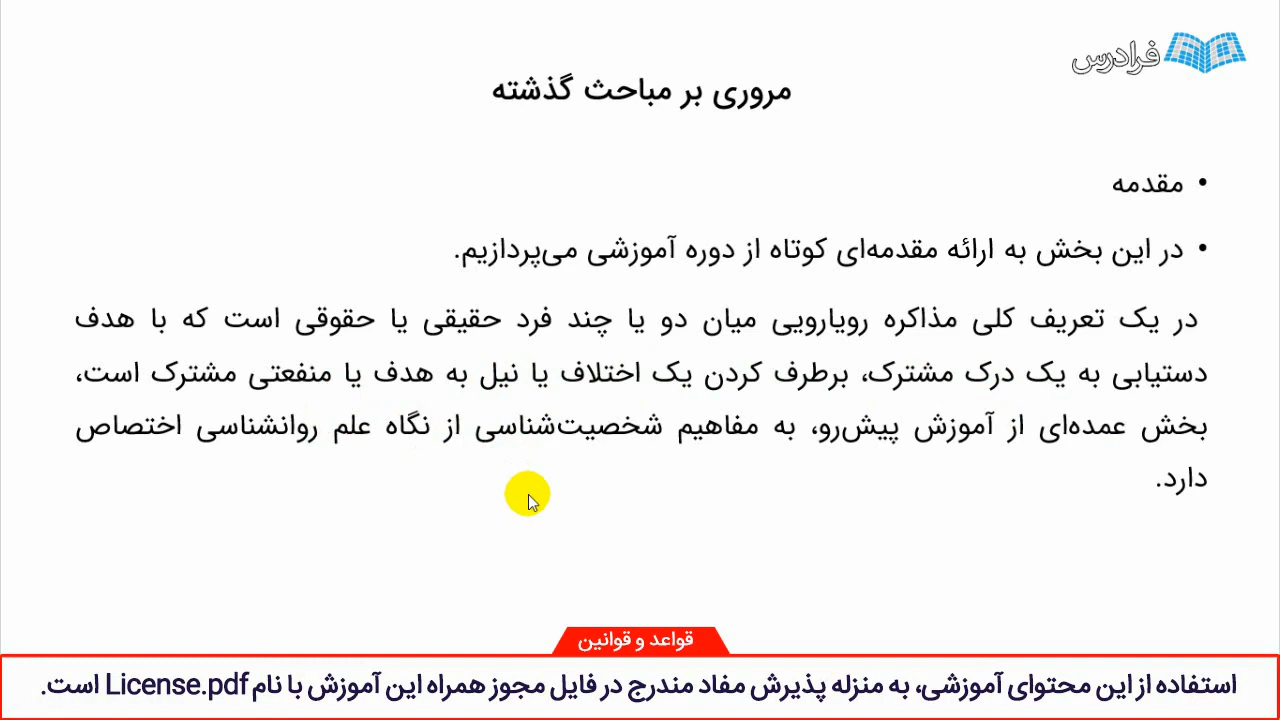 فرادرس
مروری بر مباحث گذشته
• مقدمه
• در این بخش به ارائه مقدمه‌ای کوتاه از دوره آموزشی می‌پردازیم.
در یک تعریف کلی مذاکره رویارویی میان دو یا چند فرد حقیقی یا حقوقی است که با هدف
دستیابی به یک درک مشترک، برطرف کردن یک اختلاف یا نیل به هدف یا منفعتی مشترک است،
بخش عمده‌ای از آموزش پیش‌رو، به مفاهیم شخصیت‌شناسی از نگاه علم روانشناسی اختصاص
دارد.
قواعد و قوانین
استفاده از این محتوای آموزشی، به منزله پذیرش مفاد مندرج در فایل مجوز همراه این آموزش با نام License.pdf است.